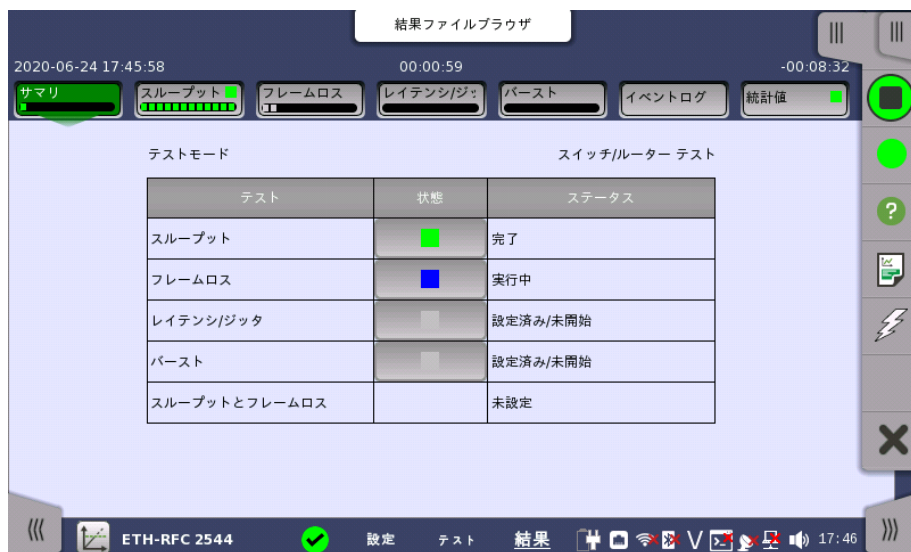 結果ファイルブラウザ
2020-06-24 17:45:58 00:00:59 -00:08:32
サマリ スループット フレームロス レイテンシ/ジッ バースト イベントログ 統計値
テストモード スイッチ/ルーター テスト
テスト 状態 ステータス
スループット 完了
フレームロス 実行中
レイテンシ/ジッタ 設定済み/未開始
バースト 設定済み/未開始
スループットとフレームロス 未設定
ETH-RFC 2544 設定 テスト 結果 17:46